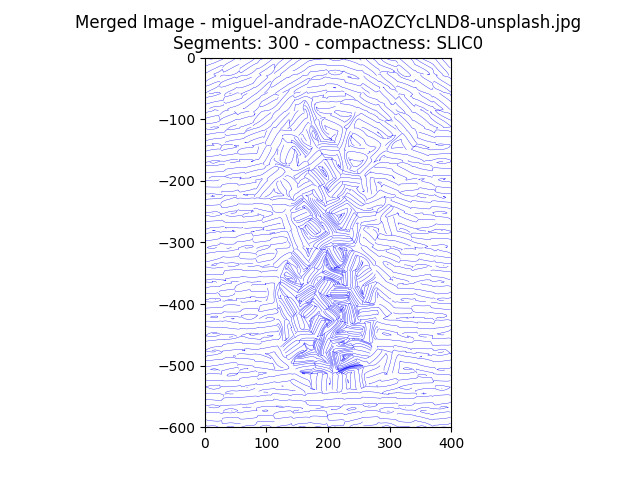 Merged Image - miguel-andrade-nAOZCYcLND8-unsplash.jpg
Segments: 300 - compactness: SLIC0
0
−100
−200
−300
−400
−500
−600
0 100 200 300 400